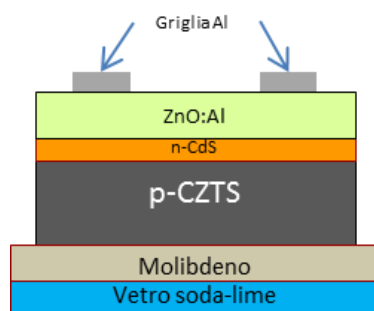 Griglia Al
ZnO:Al
n-CdS
p-CZTS
Molibdeno
Vetro soda-lime